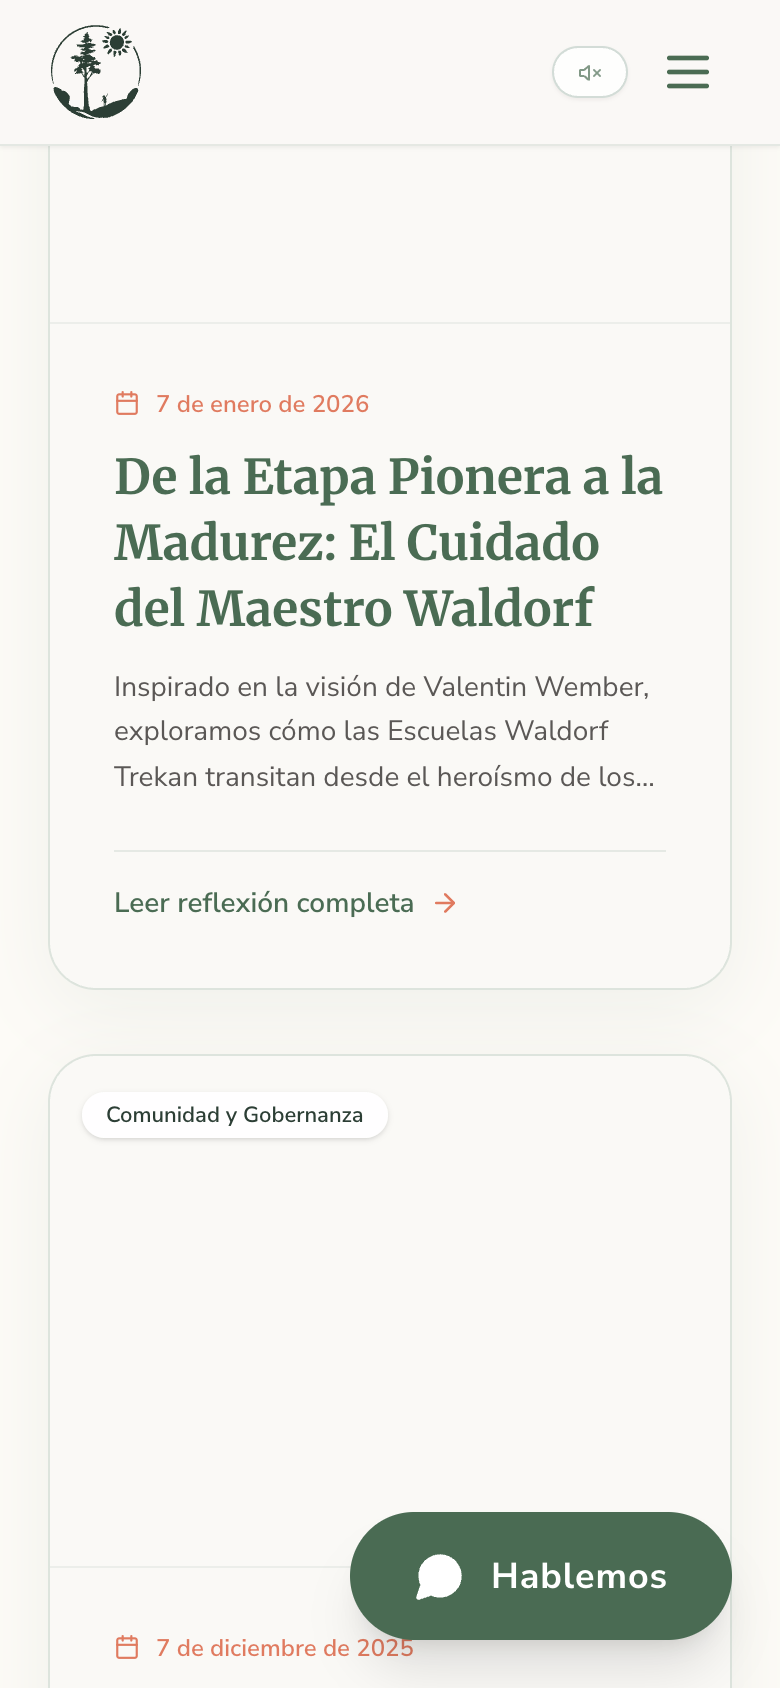 7 de enero de 2026
De la Etapa Pionera a la
Madurez: El Cuidado
del Maestro Waldorf
Inspirado en la visión de Valentin Wember,
exploramos cómo las Escuelas Waldorf
Trekan transitan desde el heroísmo de los...
Leer reflexión completa
Comunidad y Gobernanza
Hablemos
7 de diciembre de 2025